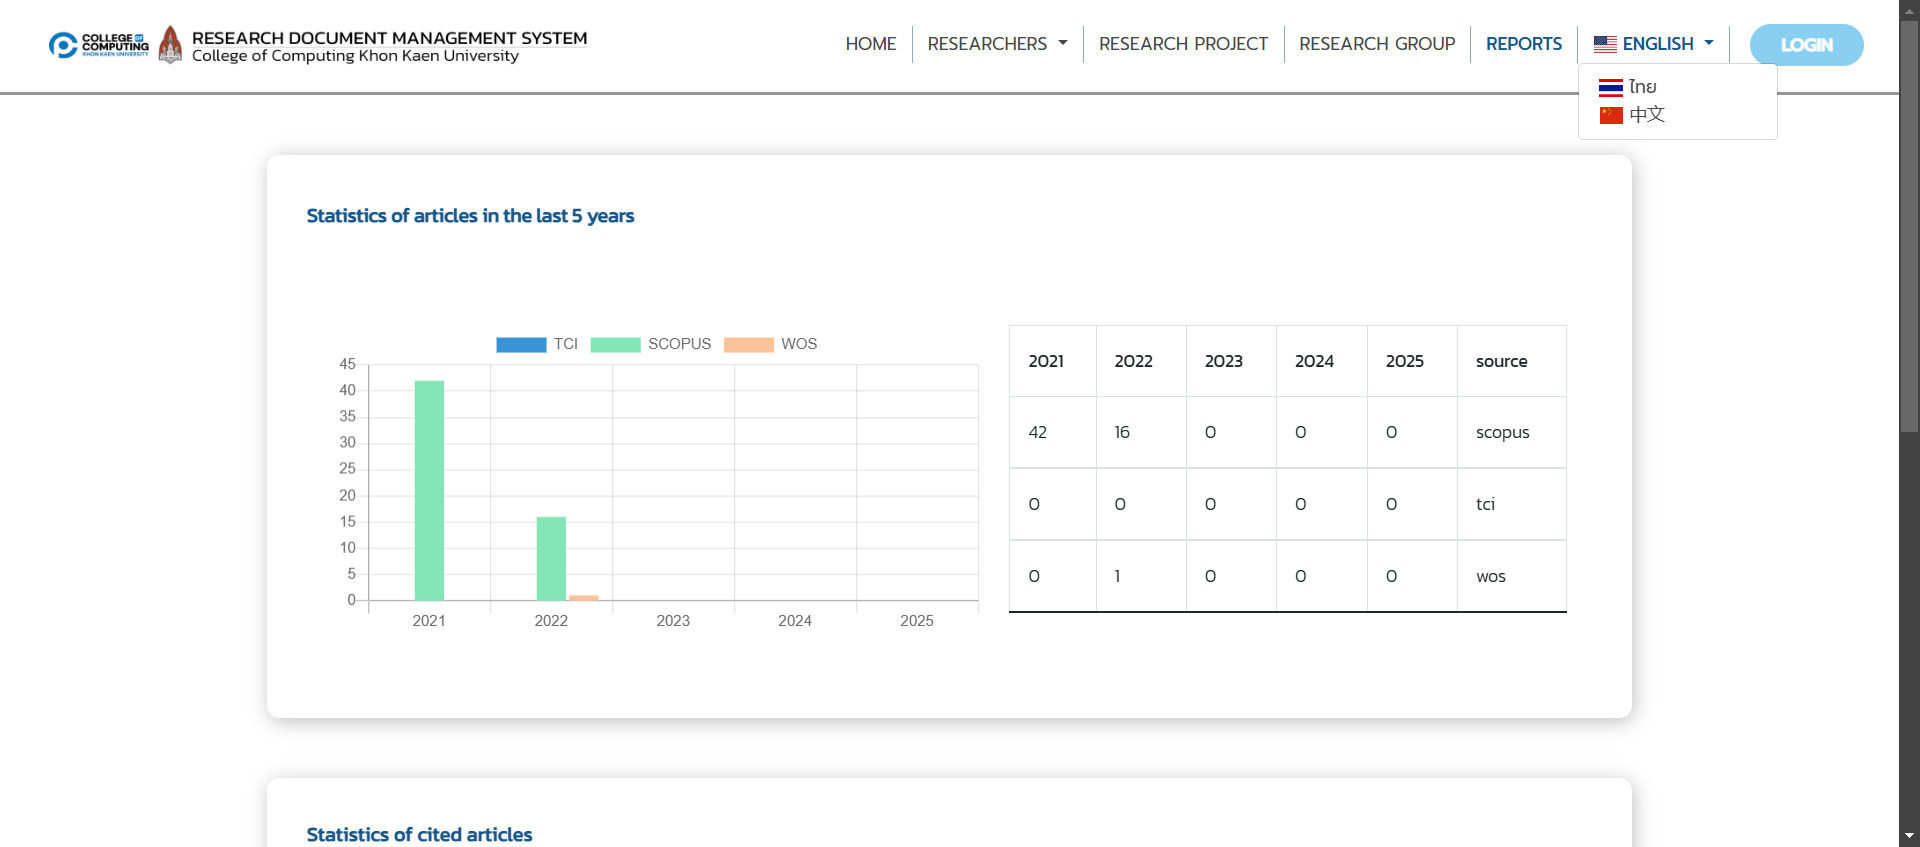 COLLEGE OF
COMPUTING
KHON KAEN UNIVERSITY
RESEARCH DOCUMENT MANAGEMENT SYSTEM
College of Computing Khon Kaen University
HOME
RESEARCHERS
RESEARCH PROJECT
RESEARCH GROUP
REPORTS
ENGLISH
LOGIN
ไทย
中文
Statistics of articles in the last 5 years
TCI SCOPUS WOS
45
40
35
30
25
20
15
10
5
0
2021 2022 2023 2024 2025
2021 2022 2023 2024 2025 source
42 16 0 0 0 scopus
0 0 0 0 0 tci
0 1 0 0 0 wos
Statistics of cited articles